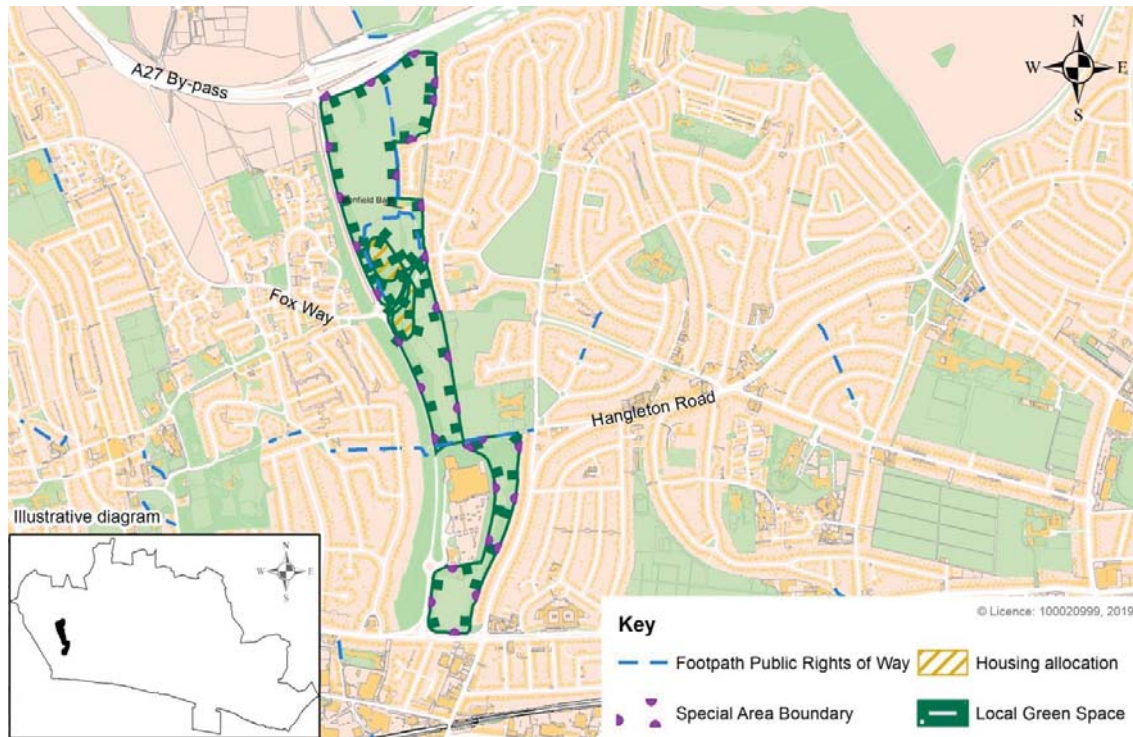 A27 By-pass
N
W E
S
Fox Way
Hangleton Road
Illustrative diagram
N
W E
S
© Licence: 100020999, 2019
Key
Footpath Public Rights of Way
Housing allocation
Special Area Boundary
Local Green Space